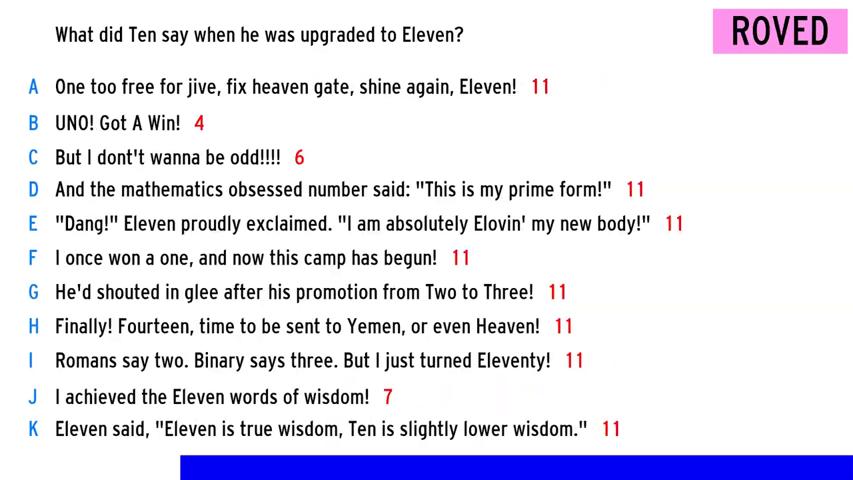 What did Ten say when he was upgraded to Eleven?
ROVED
A One too free for jive, fix heaven gate, shine again, Eleven! 11
B UNO! Got A Win! 4
C But I dont't wanna be odd!!!! 6
D And the mathematics obsessed number said: "This is my prime form!" 11
E "Dang!" Eleven proudly exclaimed. "I am absolutely Elovin' my new body!" 11
F I once won a one, and now this camp has begun! 11
G He'd shouted in glee after his promotion from Two to Three! 11
H Finally! Fourteen, time to be sent to Yemen, or even Heaven! 11
I Romans say two. Binary says three. But I just turned Eleventy! 11
J I achieved the Eleven words of wisdom! 7
K Eleven said, "Eleven is true wisdom, Ten is slightly lower wisdom." 11